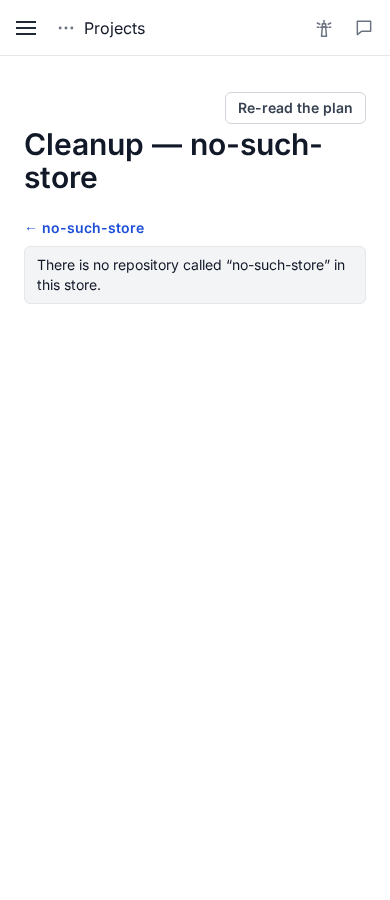 Projects
Re-read the plan
Cleanup — no-such-
store
← no-such-store
There is no repository called “no-such-store” in
this store.